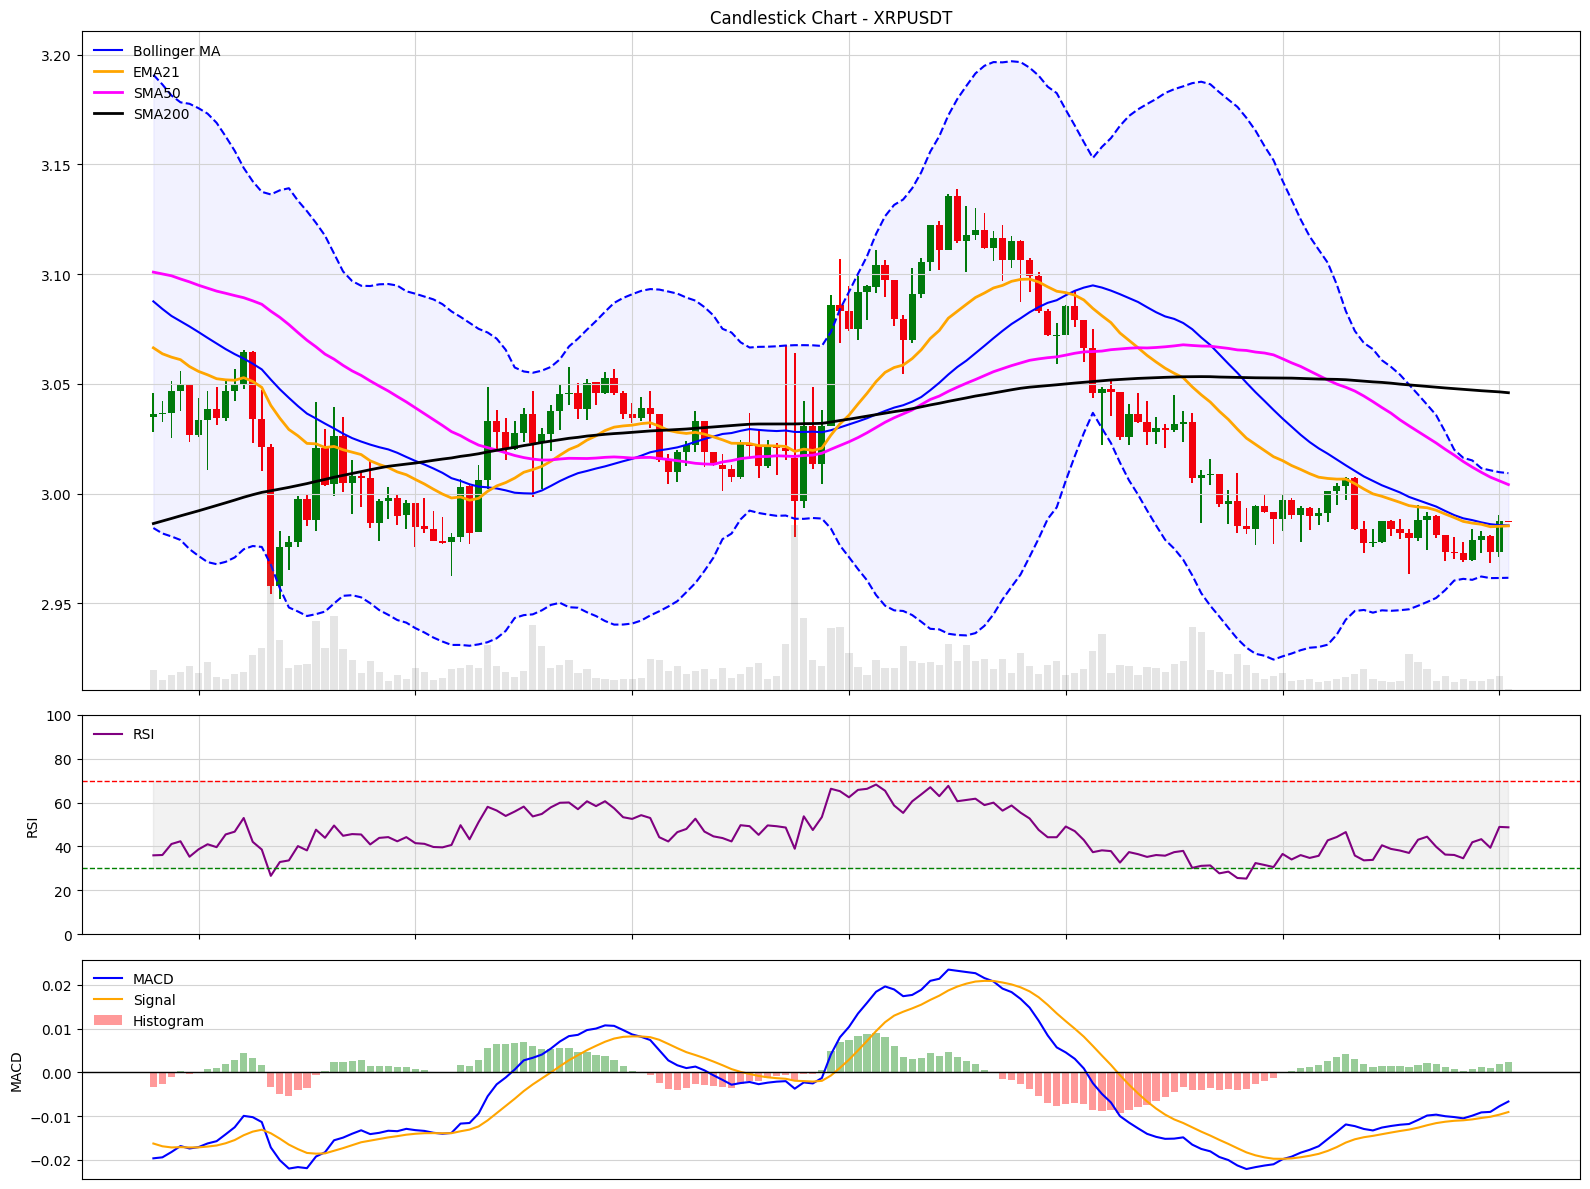 Candlestick Chart - XRPUSDT
Bollinger MA
EMA21
SMA50
SMA200
3.20
3.15
3.10
3.05
3.00
2.95
RSI
RSI
100
80
60
40
20
0
MACD
Signal
Histogram
MACD
0.02
0.01
0.00
−0.01
−0.02